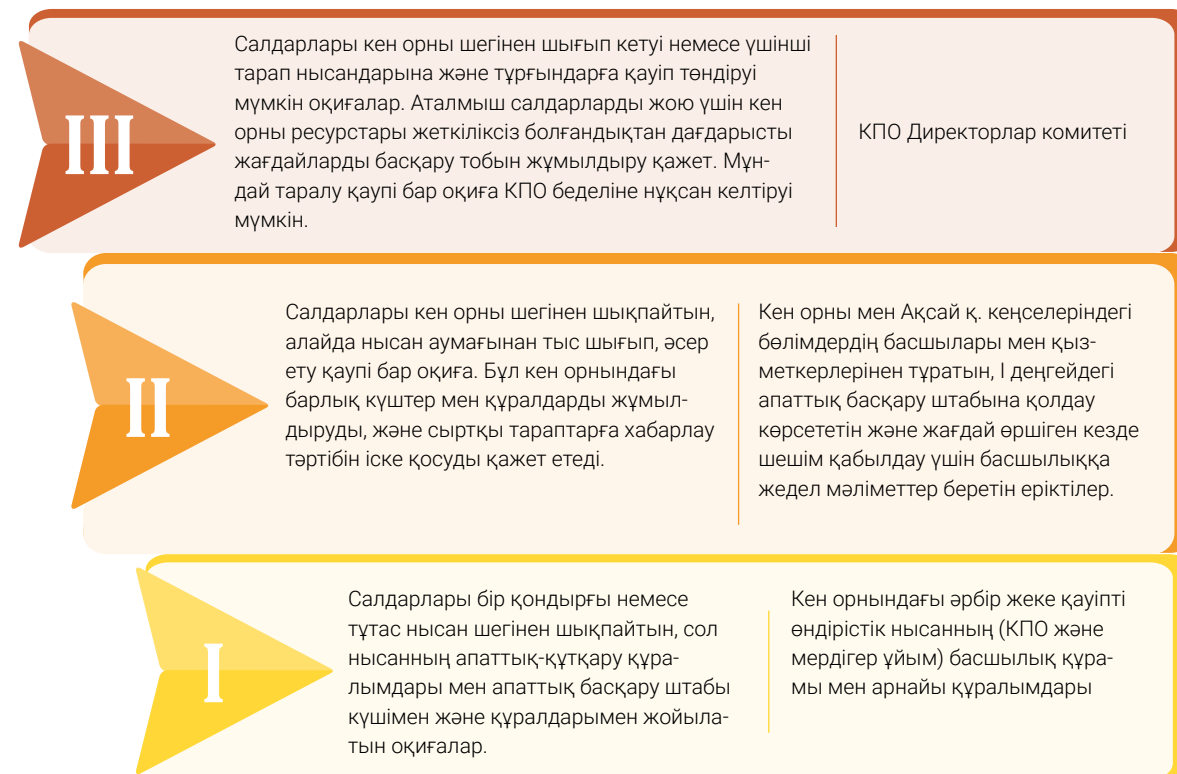 III
Салдарлары кен орны шегінен шығып кетуі немесе үшінші
тарап нысандарына және тұрғындарға қауіп төндіруі
мүмкін оқиғалар. Аталмыш салдарларды жою үшін кен
орны ресурстары жеткіліксіз болғандықтан дағдарысты
жағдайларды басқару тобын жұмылдыру қажет. Мұн-
дай таралу қаупі бар оқиға КПО беделіне нұқсан келтіруі
мүмкін.
КПО Директорлар комитеті
II
Салдарлары кен орны шегінен шықпайтын,
алайда нысан аумағынан тыс шығып, әсер
ету қаупі бар оқиға. Бұл кен орнындағы
барлық күштер мен құралдарды жұмыл-
дыруды, және сыртқы тараптарға хабарлау
тәртібін іске қосуды қажет етеді.
Кен орны мен Ақсай қ. кеңселеріндегі
бөлімдердің басшылары мен қыз-
меткерлерінен тұратын, I деңгейдегі
апаттық басқару штабына қолдау
көрсететін және жағдай өршіген кезде
шешім қабылдау үшін басшылыққа
жедел мәліметтер беретін еріктілер.
I
Салдарлары бір қондырғы немесе
тұтас нысан шегінен шықпайтын, сол
нысанның апаттық-құтқару құра-
лымдары мен апаттық басқару штабы
күшімен және құралдарымен жойыла-
тын оқиғалар.
Кен орнындағы әрбір жеке қауіпті
өндірістік нысанның (КПО және
мердігер ұйым) басшылық құра-
мы мен арнайы құралымдары